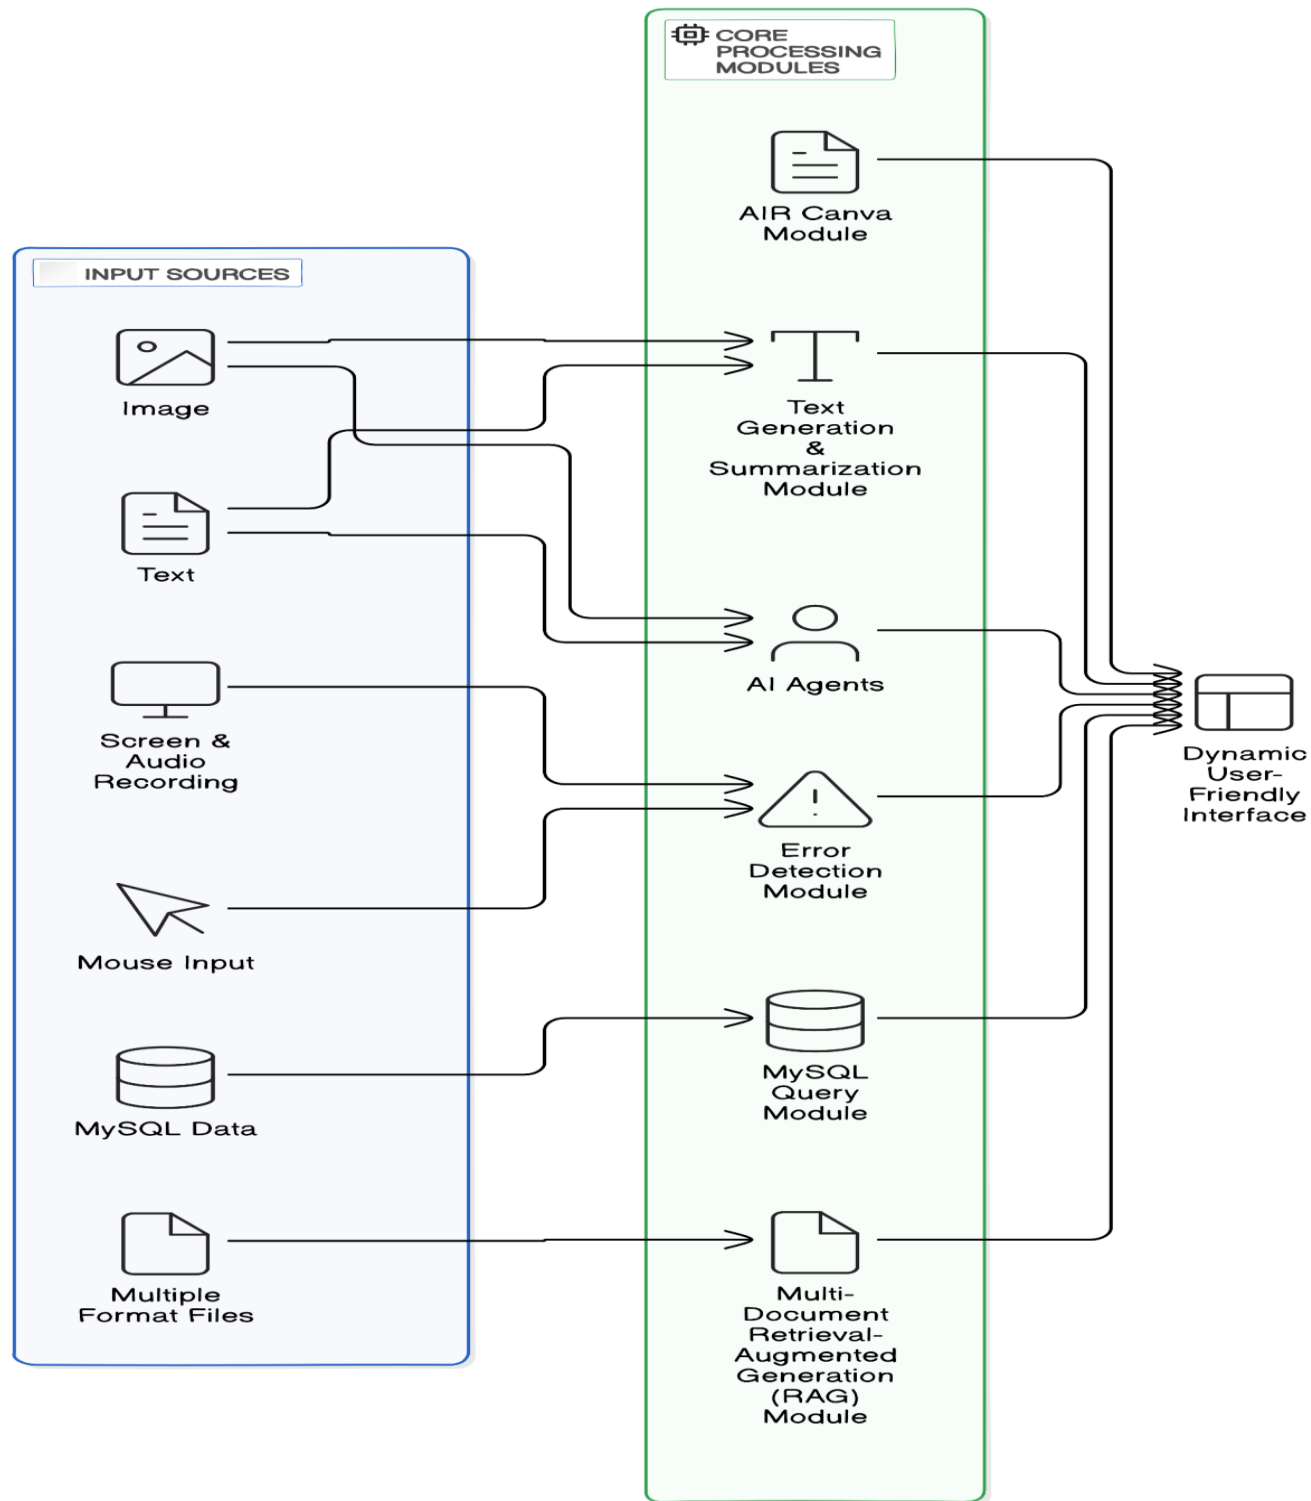 CORE
PROCESSING
MODULES
AIR Canva
Module
INPUT SOURCES
Image
Text
Generation
&
Summarization
Module
Text
AI Agents
Screen &
Audio
Recording
Dynamic
User-
Friendly
Interface
Error
Detection
Module
Mouse Input
MySQL
Query
Module
MySQL Data
Multiple
Format Files
Multi-
Document
Retrieval-
Augmented
Generation
(RAG)
Module